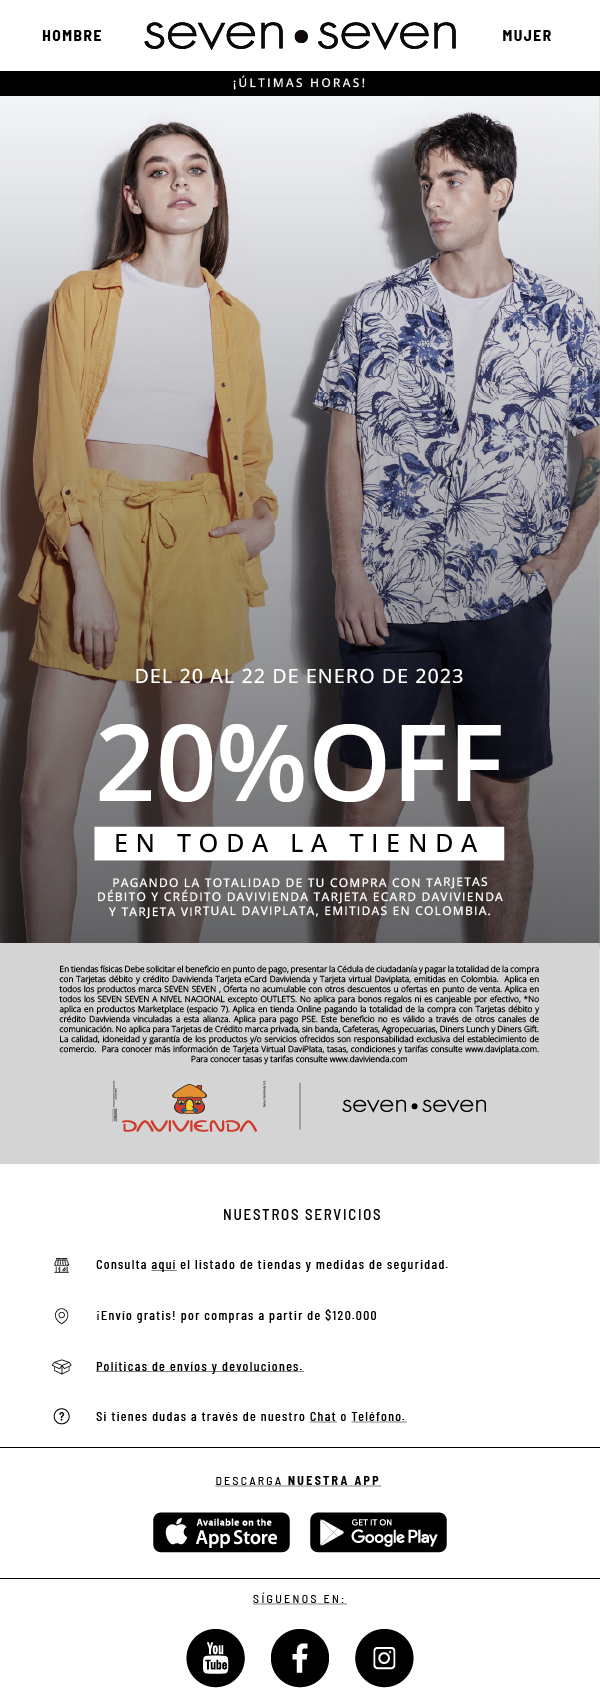 HOMBRE
seven•seven
MUJER
¡ÚLTIMAS HORAS!
DEL 20 AL 22 DE ENERO DE 2023
20%OFF
EN TODA LA TIENDA
PAGANDO LA TOTALIDAD DE TU COMPRA CON TARJETAS
DÉBITO Y CRÉDITO DAVIVIENDA TARJETA ECARD DAVIVIENDA
Y TARJETA VIRTUAL DAVIPLATA, EMITIDAS EN COLOMBIA.
En tiendas físicas Debe solicitar el beneficio en punto de pago, presentar la Cédula de ciudadanía y pagar la totalidad de la compra
con Tarjetas débito y crédito Davivienda Tarjeta eCard Davivienda y Tarjeta virtual Daviplata, emitidas en Colombia. Aplica en
todos los productos marca SEVEN SEVEN , Oferta no acumulable con otros descuentos u ofertas en punto de venta. Aplica en
todos los SEVEN SEVEN A NIVEL NACIONAL excepto OUTLETS. No aplica para bonos regalos ni es canjeable por efectivo, *No
aplica en productos Marketplace (espacio 7). Aplica en tienda Online pagando la totalidad de la compra con Tarjetas débito y
crédito Davivienda vinculadas a esta alianza. Aplica para pago PSE. Este beneficio no es válido a través de otros canales de
comunicación. No aplica para Tarjetas de Crédito marca privada, sin banda, Cafeteras, Agropecuarias, Diners Lunch y Diners Gift.
La calidad, idoneidad y garantía de los productos y/o servicios ofrecidos son responsabilidad exclusiva del establecimiento de
comercio. Para conocer más información de Tarjeta Virtual DaviPlata, tasas, condiciones y tarifas consulte www.daviplata.com.
Para conocer tasas y tarifas consulte www.davivienda.com
DAVIVIENDA
seven•seven
NUESTROS SERVICIOS
Consulta aquí el listado de tiendas y medidas de seguridad.
¡Envío gratis! por compras a partir de $120.000
Políticas de envíos y devoluciones.
Si tienes dudas a través de nuestro Chat o Teléfono.
DESCARGA NUESTRA APP
Available on the
App Store
GET IT ON
Google Play
SÍGUENOS EN:
You
Tube